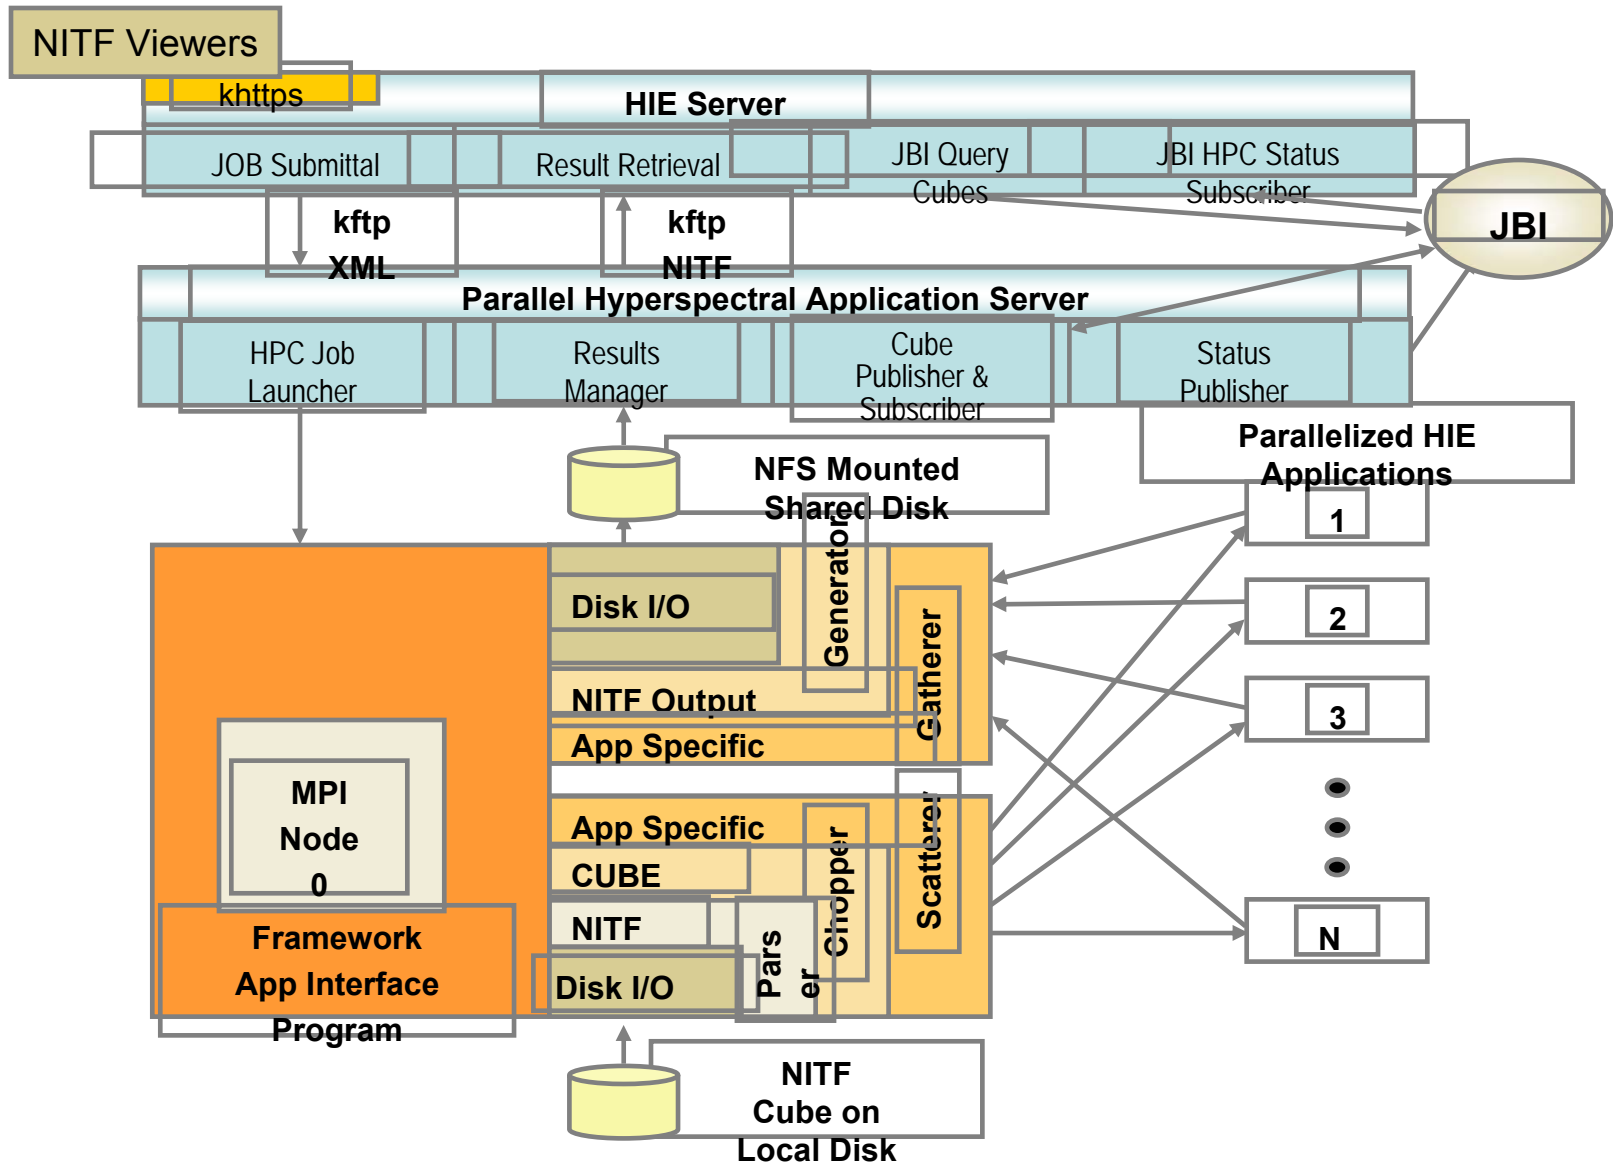 NITF Viewers
khttps
HIE Server
JOB Submittal
Result Retrieval
JBI Query
Cubes
JBI HPC Status
Subscriber
JBI
kftp
XML
kftp
NITF
Parallel Hyperspectral Application Server
HPC Job
Launcher
Results
Manager
Cube
Publisher &
Subscriber
Status
Publisher
Parallelized HIE
Applications
NFS Mounted
Shared Disk
1
2
3
N
Disk I/O
Generator
NITF Output
Gatherer
App Specific
MPI
Node
0
App Specific
CUBE
NITF
Disk I/O
Pars
er
Chopper
Scatterer
Framework
App Interface
Program
NITF
Cube on
Local Disk